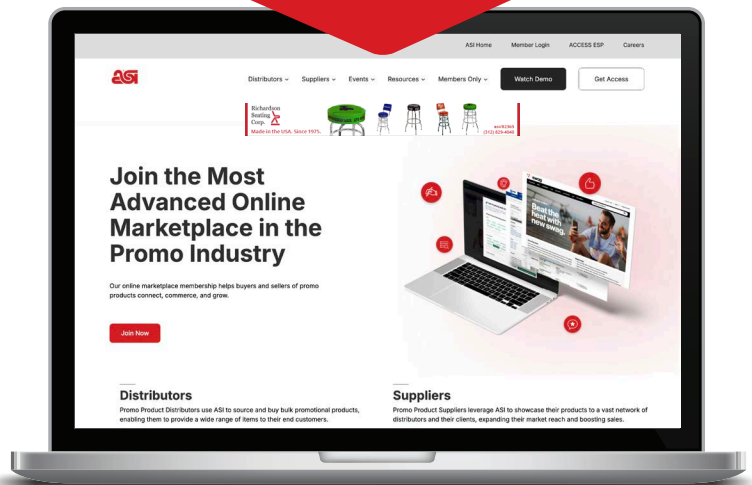 ASI Home Member Login ACCESS ESP Careers
asi Distributors Suppliers Events Resources Members Only Watch Demo Get Access
Richardson
Seating
Corp.
Made in the USA. Since 1975.
asi/82365
(312) 829-4040
Join the Most
Advanced Online
Marketplace in the
Promo Industry
Beat the
heat with
new swag.
Our online marketplace membership helps buyers and sellers of promo
products connect, commerce, and grow.
Join Now
Distributors
Promo Product Distributors use ASI to source and buy bulk promotional products,
enabling them to provide a wide range of items to their end customers.
Suppliers
Promo Product Suppliers leverage ASI to showcase their products to a vast network of
distributors and their clients, expanding their market reach and boosting sales.